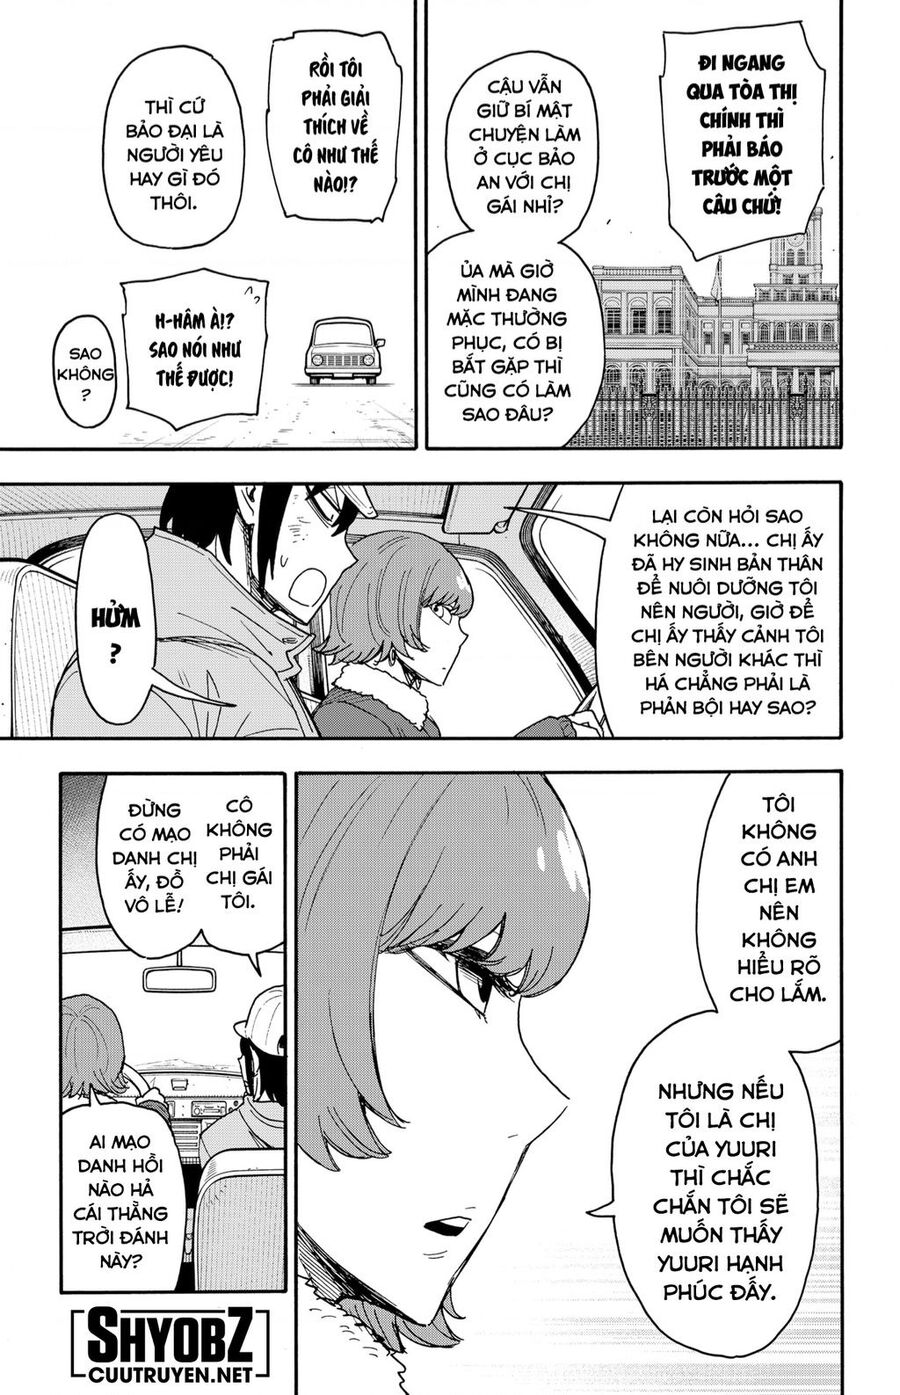 ĐI NGANG
QUA TÒA THỊ
CHÍNH THÌ
PHẢI BÁO
TRƯỚC MỘT
CÂU CHỨ!
CẬU VẪN
GIỮ BÍ MẬT
CHUYỆN LÀM
Ở CỤC BẢO
AN VỚI CHỊ
GÁI NHỈ?
ỦA MÀ GIỜ
MÌNH ĐANG
MẶC THƯỜNG
PHỤC, CÓ BỊ
BẮT GẶP THÌ
CŨNG CÓ LÀM
SAO ĐÂU?
RỒI TÔI
PHẢI GIẢI
THÍCH VỀ
CÔ NHƯ THẾ
NÀO!?
THÌ CỨ
BẢO ĐẠI LÀ
NGƯỜI YÊU
HAY GÌ ĐÓ
THÔI.
H-HÂM À!?
SAO NÓI NHƯ
THẾ ĐƯỢC!
SAO
KHÔNG
?
LẠI CÒN HỎI SAO
KHÔNG NỮA... CHỊ ẤY
ĐÃ HY SINH BẢN THÂN
ĐỂ NUÔI DƯỠNG TÔI
NÊN NGƯỜI, GIỜ ĐỂ
CHỊ ẤY THẤY CẢNH TÔI
BÊN NGƯỜI KHÁC THÌ
HÁ CHẲNG PHẢI LÀ
PHẢN BỘI HAY SAO?
HỬM
?
TÔI
KHÔNG
CÓ ANH
CHỊ EM
NÊN
KHÔNG
HIỂU RÕ
CHO LẮM.
NHƯNG NẾU
TÔI LÀ CHỊ
CỦA YUURI
THÌ CHẮC
CHẮN TÔI SẼ
MUỐN THẤY
YUURI HẠNH
PHÚC ĐẤY.
CÔ
KHÔNG
PHẢI
CHỊ GÁI
TÔI.
ĐỪNG
CÓ MẠO
DANH CHỊ
ẤY, ĐỒ
VÔ LỄ!
AI MẠO
DANH HỒI
NÀO HẢ
CÁI THẰNG
TRỜI ĐÁNH
NÀY?
SHYOBZ
CUUTRUYEN.NET